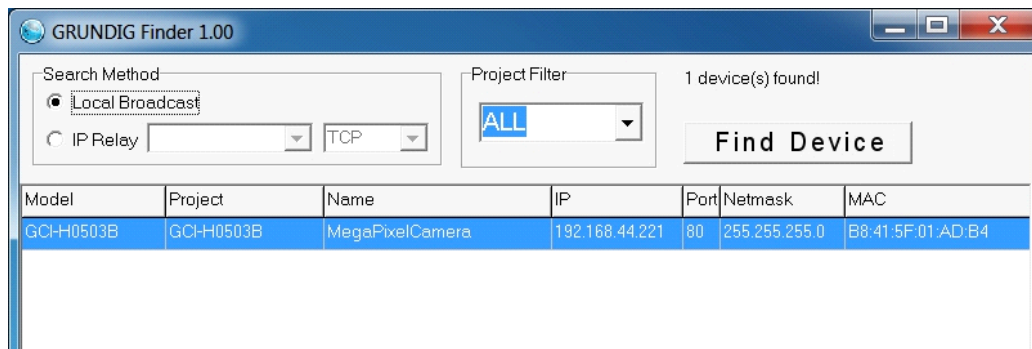 GRUNDIG Finder 1.00
Search Method
Local Broadcast
IP Relay TCP
Project Filter
ALL
1 device(s) found!
Find Device
Model Project Name IP Port Netmask MAC
GCI-H0503B GCI-H0503B MegaPixelCamera 192.168.44.221 80 255.255.255.0 B8:41:5F:01:AD:B4